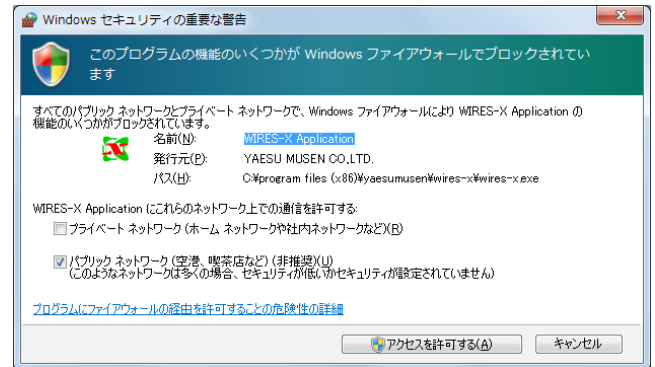 Windows セキュリティの重要な警告
このプログラムの機能のいくつかが Windows ファイアウォールでブロックされてい
ます
すべてのパブリック ネットワークとプライベート ネットワークで、Windows ファイアウォールにより WIRES-X Application の
機能のいくつかがブロックされています。
名前(N): WIRES-X Application
発行元(P): YAESU MUSEN CO.,LTD.
パス(H): C:¥program files (x86)¥yaesumusen¥wires-x¥wires-x.exe
WIRES-X Application にこれらのネットワーク上での通信を許可する:
プライベート ネットワーク (ホーム ネットワークや社内ネットワークなど)(R)
パブリック ネットワーク (空港、喫茶店など) (非推奨)(U)
(このようなネットワークは多くの場合、セキュリティが低いかセキュリティが設定されていません)
プログラムにファイアウォールの経由を許可することの危険性の詳細
アクセスを許可する(A) キャンセル